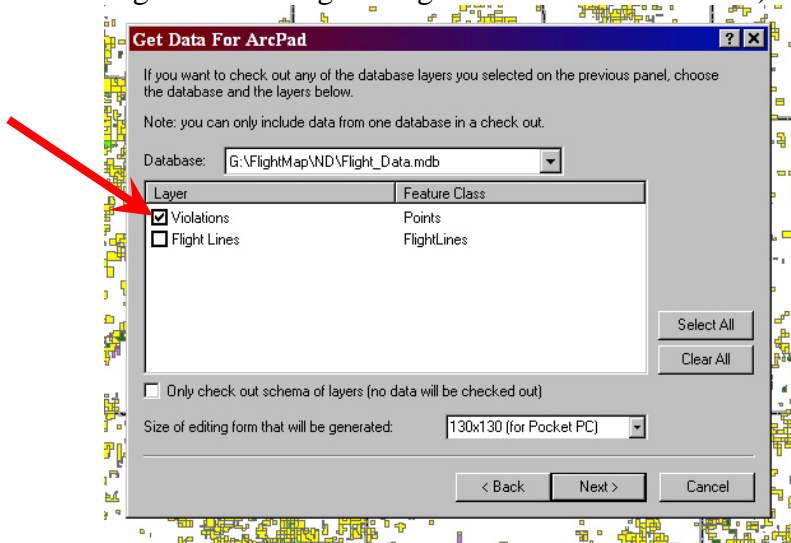 Get Data For ArcPad
If you want to check out any of the database layers you selected on the previous panel, choose
the database and the layers below.
Note: you can only include data from one database in a check out.
Database: G:\FlightMap\ND\Flight_Data.mdb
Layer Feature Class
Violations Points
Flight Lines FlightLines
Select All
Clear All
Only check out schema of layers (no data will be checked out)
Size of editing form that will be generated: 130x130 (for Pocket PC)
< Back Next > Cancel